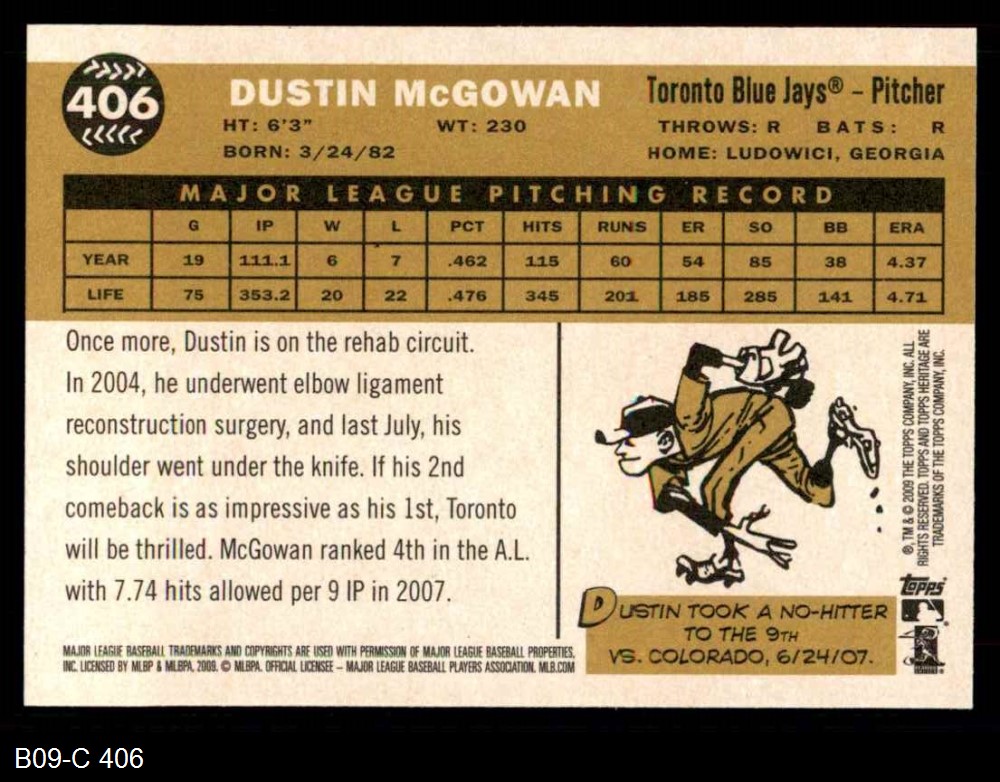 406
DUSTIN McGOWAN
Toronto Blue Jays® – Pitcher
HT: 6'3" WT: 230
THROWS: R BATS: R
BORN: 3/24/82
HOME: LUDOWICI, GEORGIA
MAJOR LEAGUE PITCHING RECORD
G IP W L PCT HITS RUNS ER SO BB ERA
YEAR 19 111.1 6 7 .462 115 60 54 85 38 4.37
LIFE 75 353.2 20 22 .476 345 201 185 285 141 4.71
Once more, Dustin is on the rehab circuit.
In 2004, he underwent elbow ligament
reconstruction surgery, and last July, his
shoulder went under the knife. If his 2nd
comeback is as impressive as his 1st, Toronto
will be thrilled. McGowan ranked 4th in the A.L.
with 7.74 hits allowed per 9 IP in 2007.
MAJOR LEAGUE BASEBALL TRADEMARKS AND COPYRIGHTS ARE USED WITH PERMISSION OF MAJOR LEAGUE BASEBALL PROPERTIES,
INC. LICENSED BY MLBP & MLBPA, 2009. © MLBPA. OFFICIAL LICENSEE – MAJOR LEAGUE BASEBALL PLAYERS ASSOCIATION. MLB.COM
DUSTIN TOOK A NO-HITTER
TO THE 9TH
VS. COLORADO, 6/24/07.
®, TM & © 2009 THE TOPPS COMPANY, INC. ALL
RIGHTS RESERVED. TOPPS AND TOPPS HERITAGE ARE
TRADEMARKS OF THE TOPPS COMPANY, INC.
topps®
B09-C 406